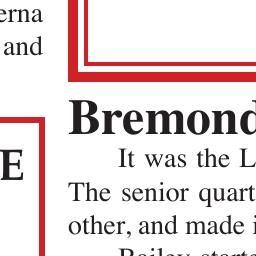 erna
and
E
Bremond
It was the L
The senior quart
other, and made i
Bailey starte